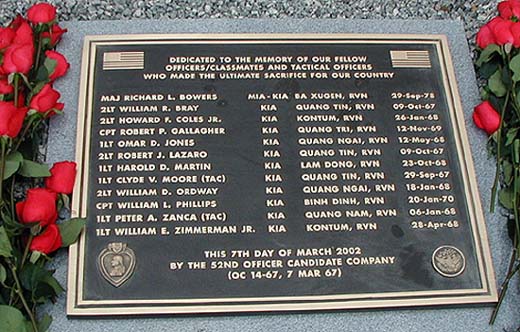 DEDICATED TO THE MEMORY OF OUR FELLOW
OFFICERS/CLASSMATES AND TACTICAL OFFICERS
WHO MADE THE ULTIMATE SACRIFICE FOR OUR COUNTRY
MAJ RICHARD L. BOWERS MIA-KIA BA XUGEN, RVN 29-SEP-78
2LT WILLIAM R. BRAY KIA QUANG TIN, RVN 09-OCT-67
2LT HOWARD F. COLES JR. KIA KONTUM, RVN 26-JAN-68
CPT ROBERT P. GALLAGHER KIA QUANG TRI, RVN 12-NOV-69
1LT OMAR D. JONES KIA QUANG NGAI, RVN 12-MAY-68
2LT ROBERT J. LAZARO KIA QUANG TIN, RVN 09-OCT-67
1LT HAROLD D. MARTIN KIA LAM DONG, RVN 23-OCT-68
1LT CLYDE V. MOORE (TAC) KIA QUANG TIN, RVN 29-SEP-67
2LT WILLIAM D. ORDWAY KIA QUANG NGAI, RVN 18-JAN-68
CPT WILLIAM L. PHILLIPS KIA BINH DINH, RVN 20-JAN-70
1LT PETER A. ZANCA (TAC) KIA QUANG NAM, RVN 06-JAN-68
1LT WILLIAM E. ZIMMERMAN JR. KIA KONTUM, RVN 28-APR-68
THIS 7TH DAY OF MARCH 2002
BY THE 52ND OFFICER CANDIDATE COMPANY
(OC 14-67, 7 MAR 67)